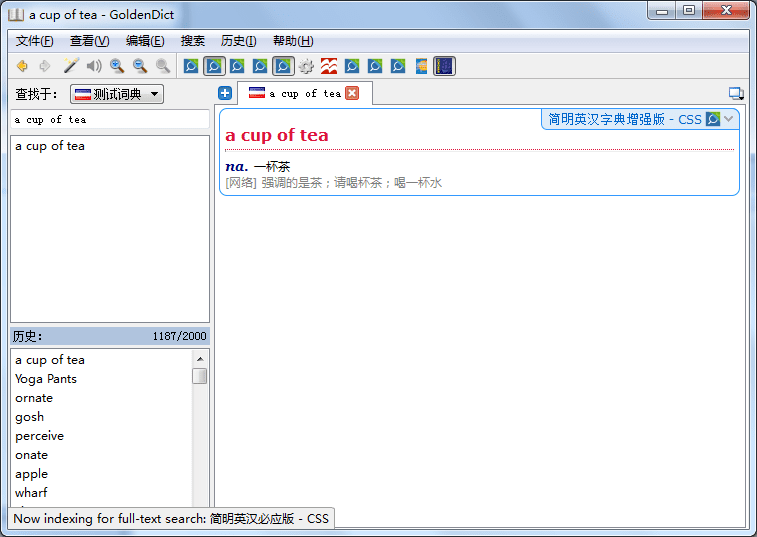 a cup of tea - GoldenDict
文件(F) 查看(V) 编辑(E) 搜索 历史(I) 帮助(H)
查找于： 测试词典
a cup of tea
a cup of tea
历史： 1187/2000
a cup of tea
Yoga Pants
ornate
gosh
perceive
onate
apple
wharf
Now indexing for full-text search: 简明英汉必应版 - CSS
a cup of tea
简明英汉字典增强版 - CSS
a cup of tea
na. 一杯茶
[网络] 强调的是茶；请喝杯茶；喝一杯水